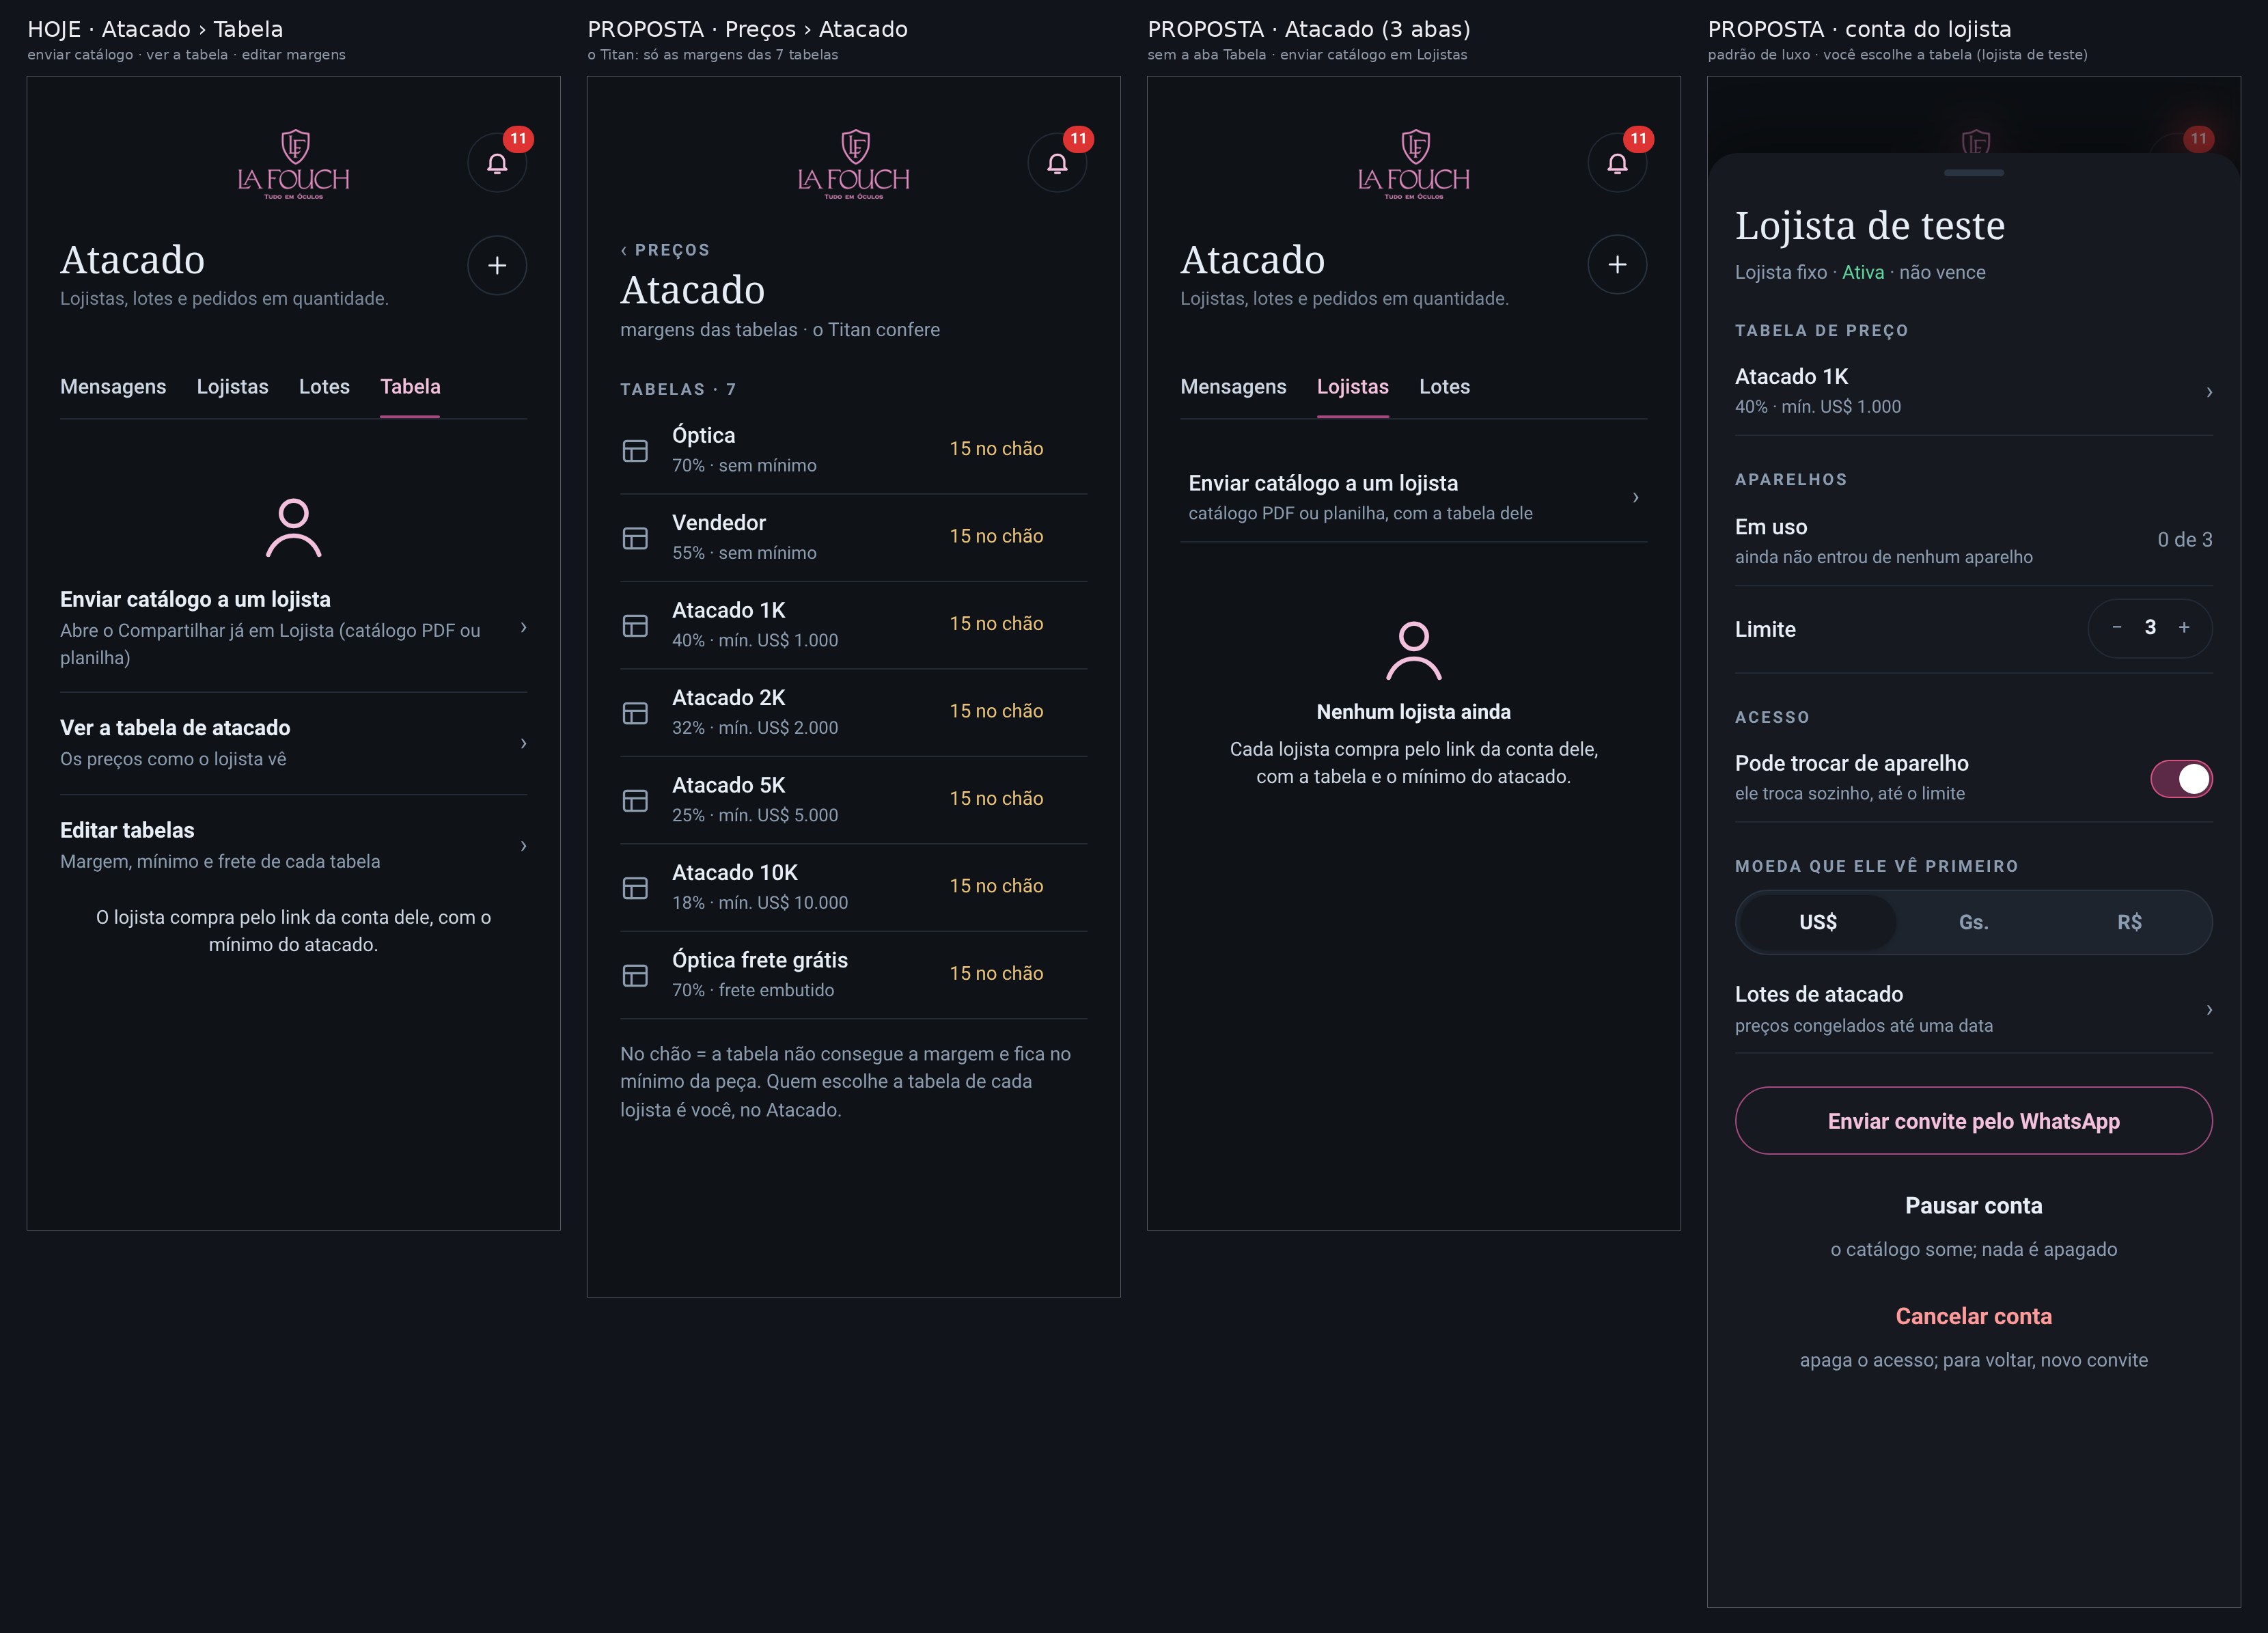 HOJE · Atacado › Tabela
enviar catálogo · ver a tabela · editar margens
11
LF
LA FOUCH
TUDO EM ÓCULOS
Atacado
+
Lojistas, lotes e pedidos em quantidade.
Mensagens Lojistas Lotes Tabela
Enviar catálogo a um lojista
Abre o Compartilhar já em Lojista (catálogo PDF ou
planilha)
›
Ver a tabela de atacado
Os preços como o lojista vê
›
Editar tabelas
Margem, mínimo e frete de cada tabela
›
O lojista compra pelo link da conta dele, com o
mínimo do atacado.
PROPOSTA · Preços › Atacado
o Titan: só as margens das 7 tabelas
11
LF
LA FOUCH
TUDO EM ÓCULOS
‹ PREÇOS
Atacado
margens das tabelas · o Titan confere
TABELAS · 7
Óptica
70% · sem mínimo
15 no chão
Vendedor
55% · sem mínimo
15 no chão
Atacado 1K
40% · mín. US$ 1.000
15 no chão
Atacado 2K
32% · mín. US$ 2.000
15 no chão
Atacado 5K
25% · mín. US$ 5.000
15 no chão
Atacado 10K
18% · mín. US$ 10.000
15 no chão
Óptica frete grátis
70% · frete embutido
15 no chão
No chão = a tabela não consegue a margem e fica no
mínimo da peça. Quem escolhe a tabela de cada
lojista é você, no Atacado.
PROPOSTA · Atacado (3 abas)
sem a aba Tabela · enviar catálogo em Lojistas
11
LF
LA FOUCH
TUDO EM ÓCULOS
Atacado
+
Lojistas, lotes e pedidos em quantidade.
Mensagens Lojistas Lotes
Enviar catálogo a um lojista
catálogo PDF ou planilha, com a tabela dele
›
Nenhum lojista ainda
Cada lojista compra pelo link da conta dele,
com a tabela e o mínimo do atacado.
PROPOSTA · conta do lojista
padrão de luxo · você escolhe a tabela (lojista de teste)
11
LF
Lojista de teste
Lojista fixo · Ativa · não vence
TABELA DE PREÇO
Atacado 1K
40% · mín. US$ 1.000
›
APARELHOS
Em uso
ainda não entrou de nenhum aparelho
0 de 3
Limite
− 3 +
ACESSO
Pode trocar de aparelho
ele troca sozinho, até o limite
MOEDA QUE ELE VÊ PRIMEIRO
US$ Gs. R$
Lotes de atacado
preços congelados até uma data
›
Enviar convite pelo WhatsApp
Pausar conta
o catálogo some; nada é apagado
Cancelar conta
apaga o acesso; para voltar, novo convite